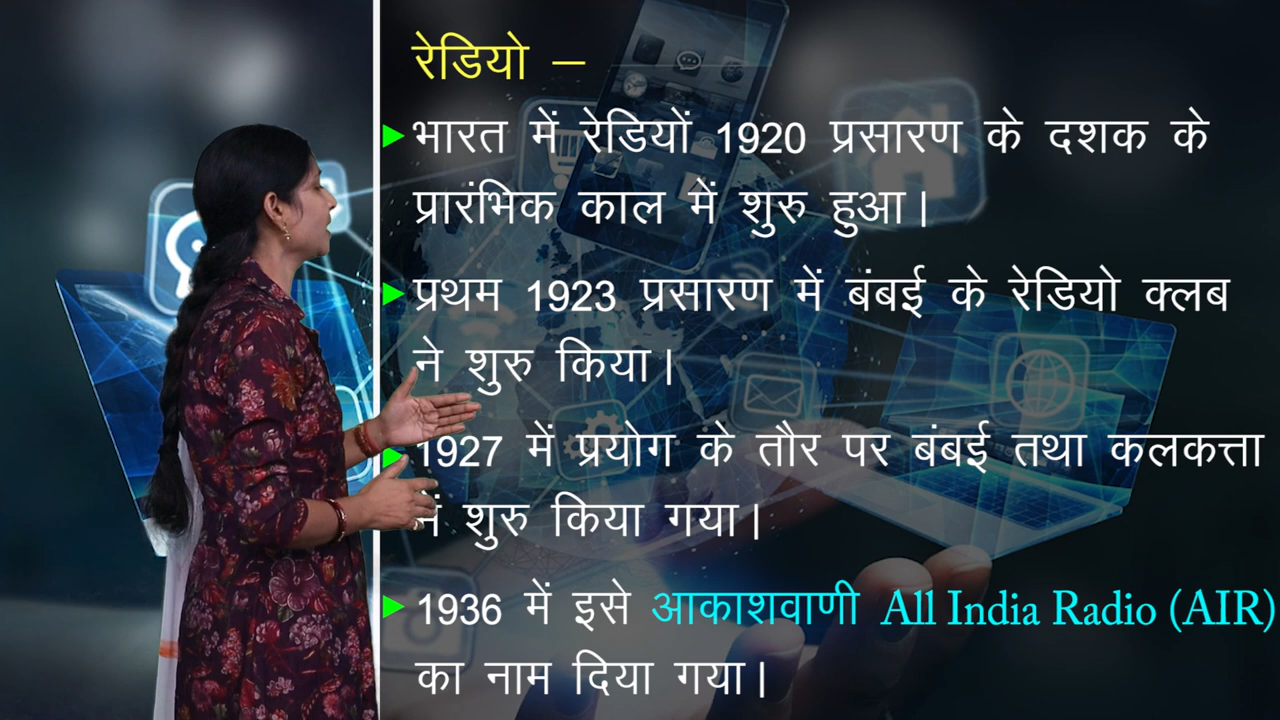 रेडियो –
भारत में रेडियों 1920 प्रसारण के दशक के
प्रारंभिक काल में शुरु हुआ।
प्रथम 1923 प्रसारण में बंबई के रेडियो क्लब
ने शुरु किया।
1927 में प्रयोग के तौर पर बंबई तथा कलकत्ता
में शुरु किया गया।
1936 में इसे आकाशवाणी All India Radio (AIR)
का नाम दिया गया।